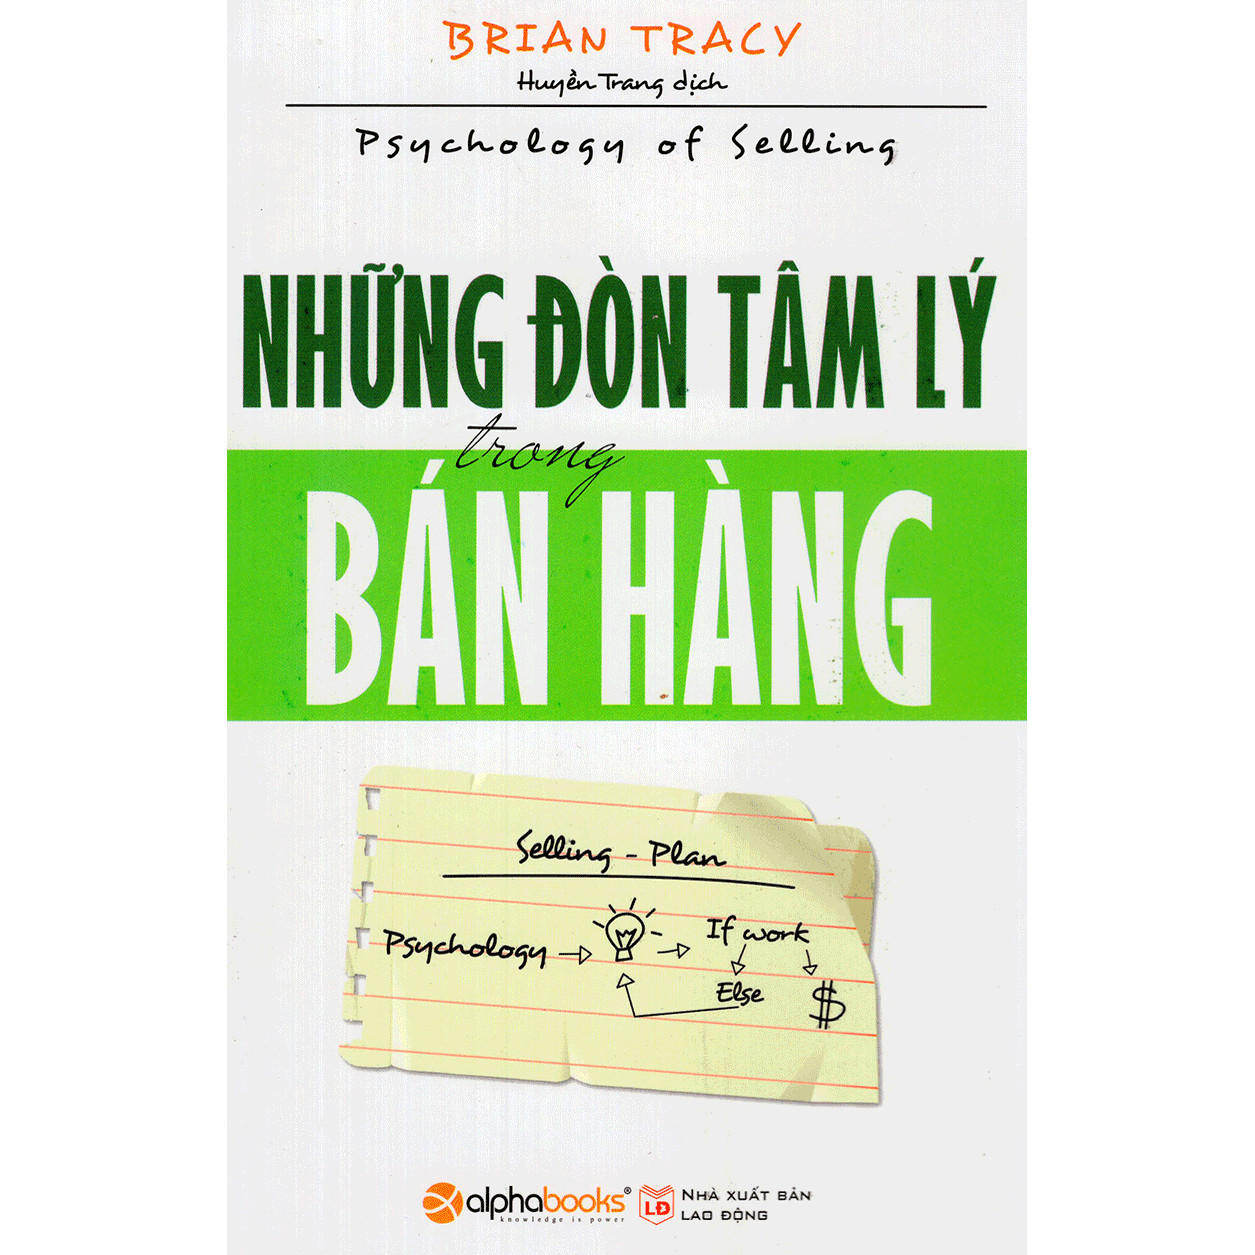 BRIAN TRACY
Huyền Trang dịch
Psychology of Selling
NHỮNG ĐÒN TÂM LÝ
trong
BÁN HÀNG
Selling - Plan
Psychology
If work
Else
$
alphabooks®
knowledge is power
LĐ
NHÀ XUẤT BẢN
LAO ĐỘNG